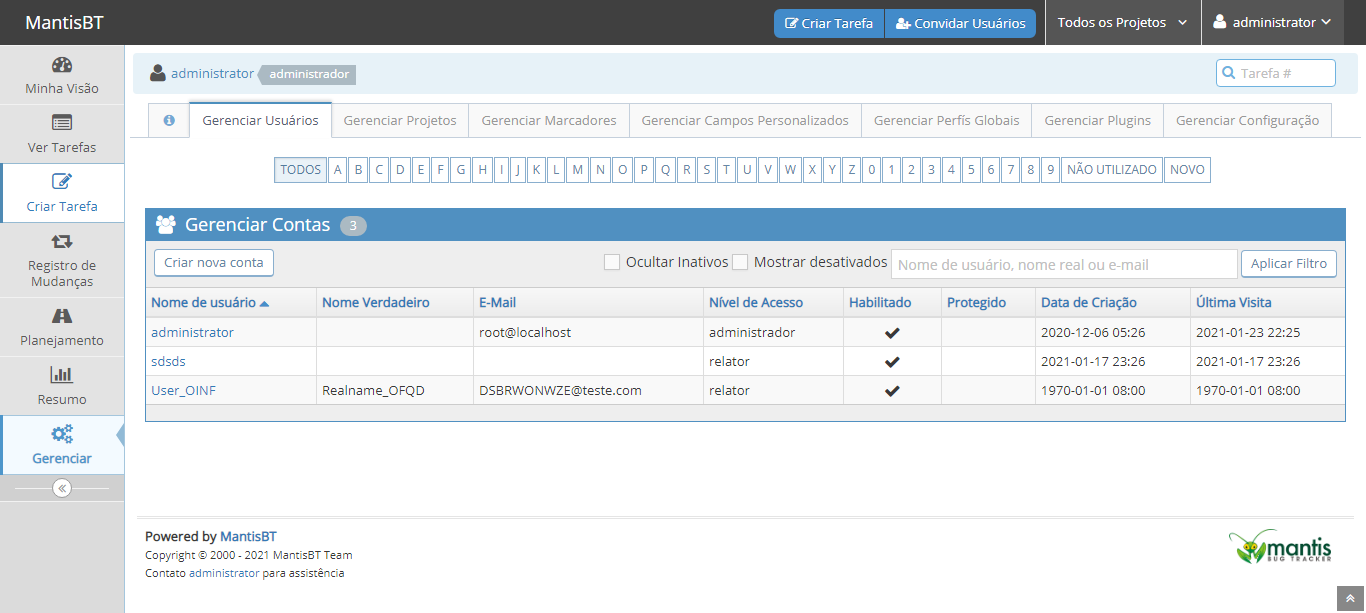 MantisBT
Criar Tarefa
Convidar Usuários
Todos os Projetos
administrator
Minha Visão
Ver Tarefas
Criar Tarefa
Registro de
Mudanças
Planejamento
Resumo
Gerenciar
administrator administrador
Tarefa #
Gerenciar Usuários Gerenciar Projetos Gerenciar Marcadores Gerenciar Campos Personalizados Gerenciar Perfís Globais Gerenciar Plugins Gerenciar Configuração
TODOS A B C D E F G H I J K L M N O P Q R S T U V W X Y Z 0 1 2 3 4 5 6 7 8 9 NÃO UTILIZADO NOVO
Gerenciar Contas 3
Criar nova conta Ocultar Inativos Mostrar desativados Nome de usuário, nome real ou e-mail Aplicar Filtro
Nome de usuário Nome Verdadeiro E-Mail Nível de Acesso Habilitado Protegido Data de Criação Última Visita
administrator root@localhost administrador 2020-12-06 05:26 2021-01-23 22:25
sdsds relator 2021-01-17 23:26 2021-01-17 23:26
User_OINF Realname_OFQD DSBRWONWZE@teste.com relator 1970-01-01 08:00 1970-01-01 08:00
Powered by MantisBT
Copyright © 2000 - 2021 MantisBT Team
Contato administrator para assistência
mantis
BUG TRACKER